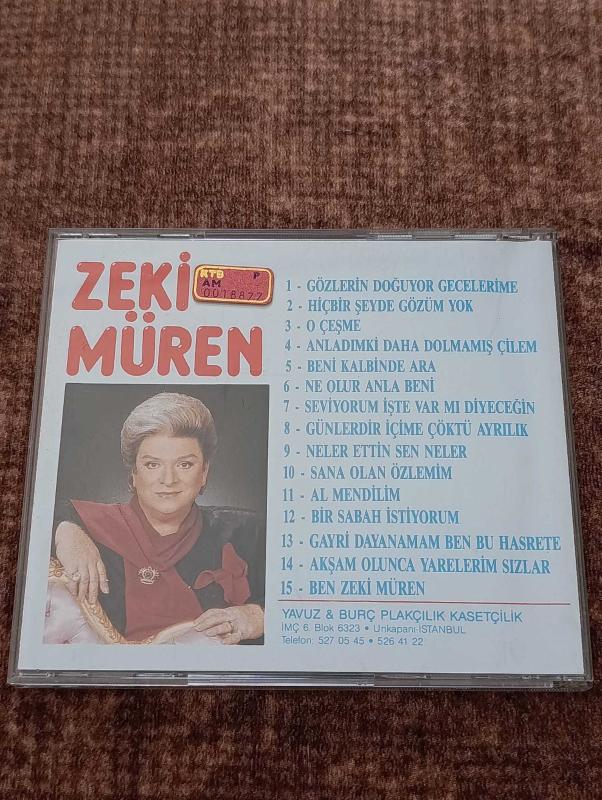 ZEKİ
MÜREN
KTB P
AM
0018877
1 - GÖZLERİN DOĞUYOR GECELERİME
2 - HİÇBİR ŞEYDE GÖZÜM YOK
3 - O ÇEŞME
4 - ANLADIMKİ DAHA DOLMAMIŞ ÇİLEM
5 - BENİ KALBİNDE ARA
6 - NE OLUR ANLA BENİ
7 - SEVİYORUM İŞTE VAR MI DİYECEĞİN
8 - GÜNLERDİR İÇİME ÇÖKTÜ AYRILIK
9 - NELER ETTİN SEN NELER
10 - SANA OLAN ÖZLEMİM
11 - AL MENDİLİM
12 - BİR SABAH İSTİYORUM
13 - GAYRİ DAYANAMAM BEN BU HASRETE
14 - AKŞAM OLUNCA YARELERİM SIZLAR
15 - BEN ZEKİ MÜREN
YAVUZ & BURÇ PLAKÇILIK KASETÇİLİK
İMÇ 6. Blok 6323 • Unkapanı-İSTANBUL
Telefon: 527 05 45 • 526 41 22